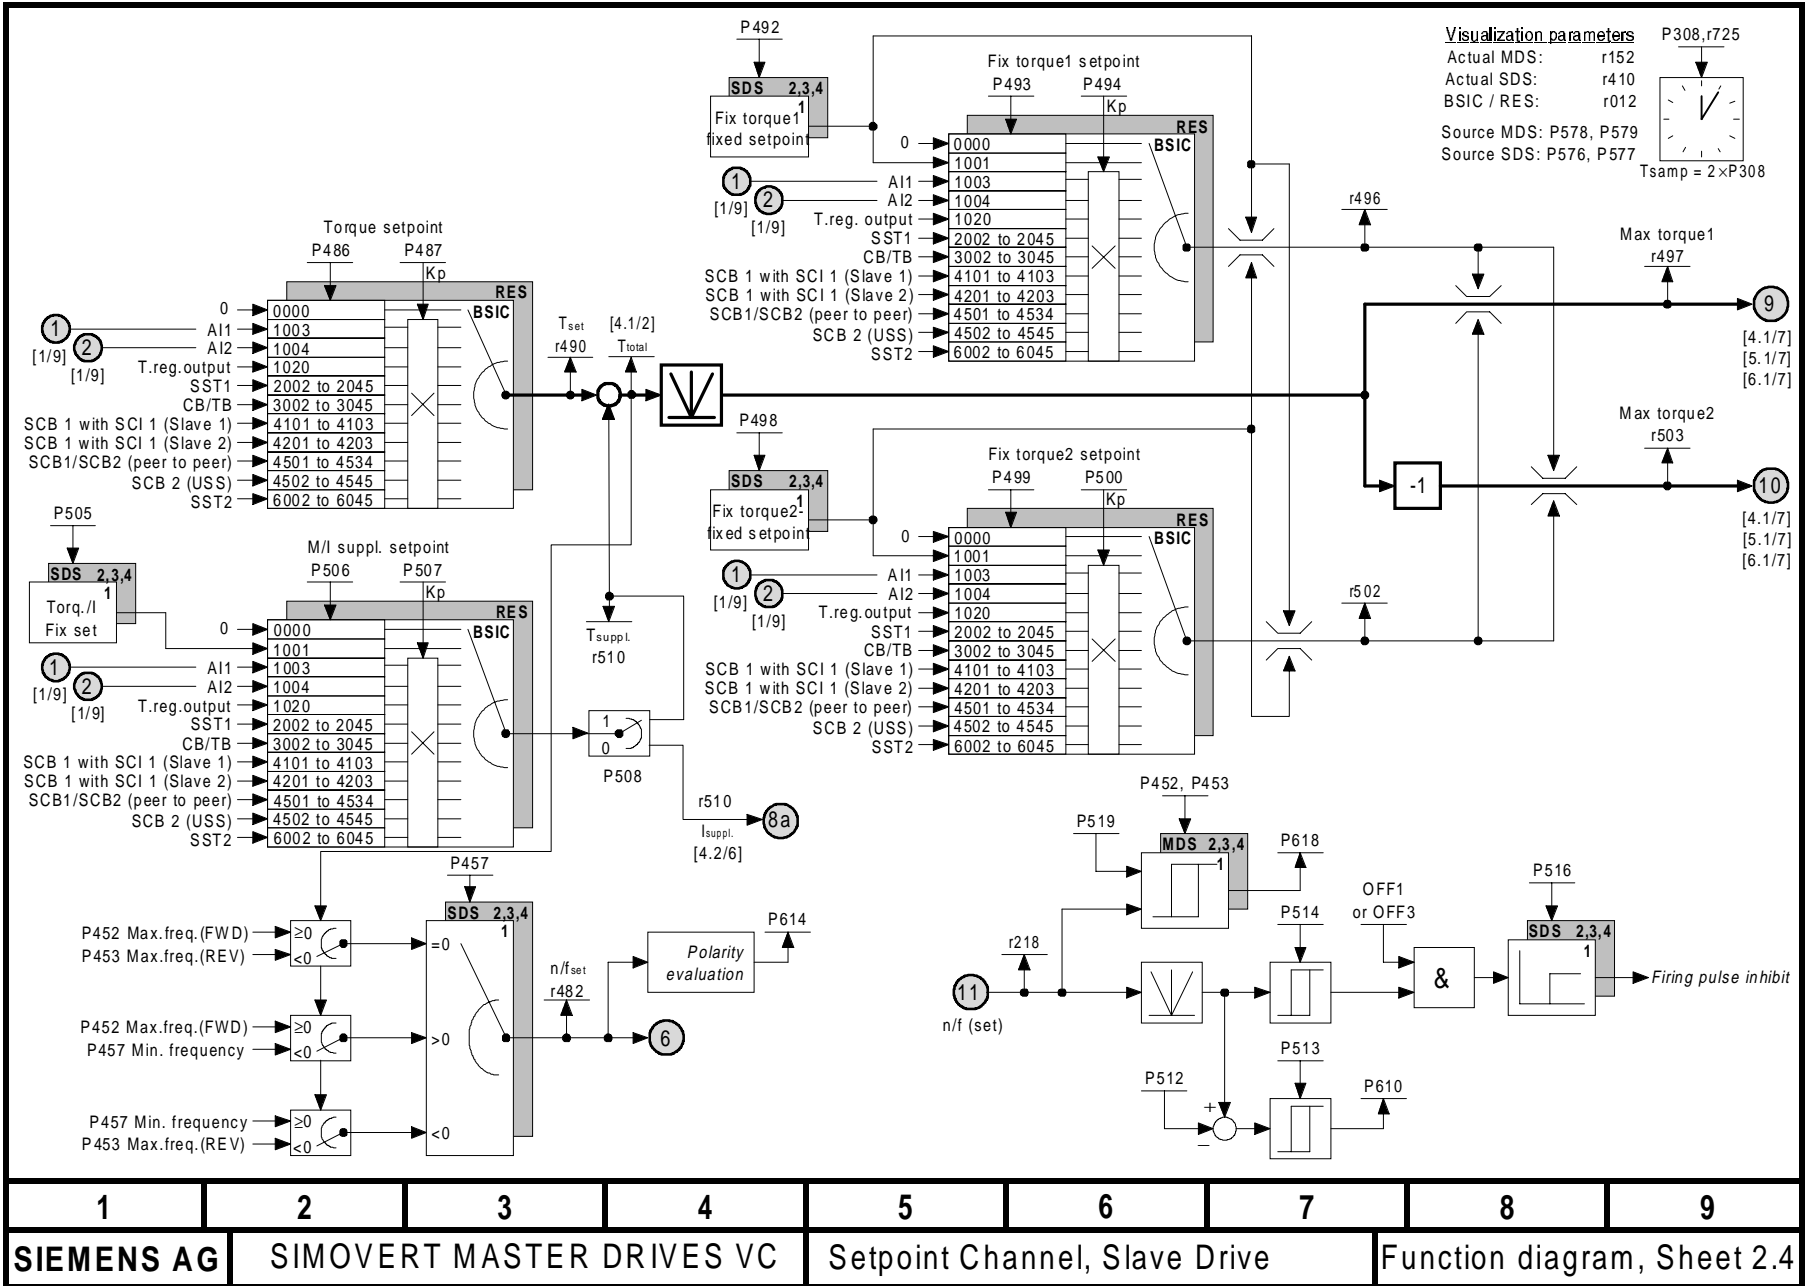 P492
SDS 2,3,4
1
Fix torque1
fixed setpoint
Fix torque1 setpoint
P493
P494
Kp
RES
BSIC
0
0000
1001
AI1
1003
AI2
1004
T.reg. output
1020
SST1
2002 to 2045
CB/TB
3002 to 3045
SCB 1 with SCI 1 (Slave 1)
4101 to 4103
SCB 1 with SCI 1 (Slave 2)
4201 to 4203
SCB1/SCB2 (peer to peer)
4501 to 4534
SCB 2 (USS)
4502 to 4545
SST2
6002 to 6045
1
[1/9]
2
[1/9]
Visualization parameters
Actual MDS: r152
Actual SDS: r410
BSIC / RES: r012
Source MDS: P578, P579
Source SDS: P576, P577
P308,r725
Tsamp = 2×P308
r496
Max torque1
r497
9
[4.1/7]
[5.1/7]
[6.1/7]
Torque setpoint
P486
P487
Kp
RES
BSIC
0
0000
AI1
1003
AI2
1004
T.reg.output
1020
SST1
2002 to 2045
CB/TB
3002 to 3045
SCB 1 with SCI 1 (Slave 1)
4101 to 4103
SCB 1 with SCI 1 (Slave 2)
4201 to 4203
SCB1/SCB2 (peer to peer)
4501 to 4534
SCB 2 (USS)
4502 to 4545
SST2
6002 to 6045
1
[1/9]
2
[1/9]
Tset
r490
[4.1/2]
Ttotal
P498
SDS 2,3,4
1
Fix torque2-
fixed setpoint
Fix torque2 setpoint
P499
P500
Kp
RES
BSIC
0
0000
1001
AI1
1003
AI2
1004
T.reg.output
1020
SST1
2002 to 2045
CB/TB
3002 to 3045
SCB 1 with SCI 1 (Slave 1)
4101 to 4103
SCB 1 with SCI 1 (Slave 2)
4201 to 4203
SCB1/SCB2 (peer to peer)
4501 to 4534
SCB 2 (USS)
4502 to 4545
SST2
6002 to 6045
1
[1/9]
2
[1/9]
r502
-1
Max torque2
r503
10
[4.1/7]
[5.1/7]
[6.1/7]
P505
SDS 2,3,4
1
Torq./I
Fix set
M/I suppl. setpoint
P506
P507
Kp
RES
BSIC
0
0000
1001
AI1
1003
AI2
1004
T.reg.output
1020
SST1
2002 to 2045
CB/TB
3002 to 3045
SCB 1 with SCI 1 (Slave 1)
4101 to 4103
SCB 1 with SCI 1 (Slave 2)
4201 to 4203
SCB1/SCB2 (peer to peer)
4501 to 4534
SCB 2 (USS)
4502 to 4545
SST2
6002 to 6045
1
[1/9]
2
[1/9]
Tsuppl.
r510
1
0
P508
r510
Isuppl.
[4.2/6]
8a
P457
SDS 2,3,4
1
P452 Max.freq.(FWD)
P453 Max.freq.(REV)
≥0
<0
=0
P452 Max.freq.(FWD)
P457 Min. frequency
≥0
<0
>0
P457 Min. frequency
P453 Max.freq.(REV)
≥0
<0
<0
n/fset
r482
Polarity
evaluation
P614
6
P452, P453
P519
MDS 2,3,4
1
P618
r218
11
n/f (set)
P514
OFF1
or OFF3
&
P516
SDS 2,3,4
1
Firing pulse inhibit
P512
+
−
P513
P610
1 2 3 4 5 6 7 8 9
SIEMENS AG
SIMOVERT MASTER DRIVES VC
Setpoint Channel, Slave Drive
Function diagram, Sheet 2.4